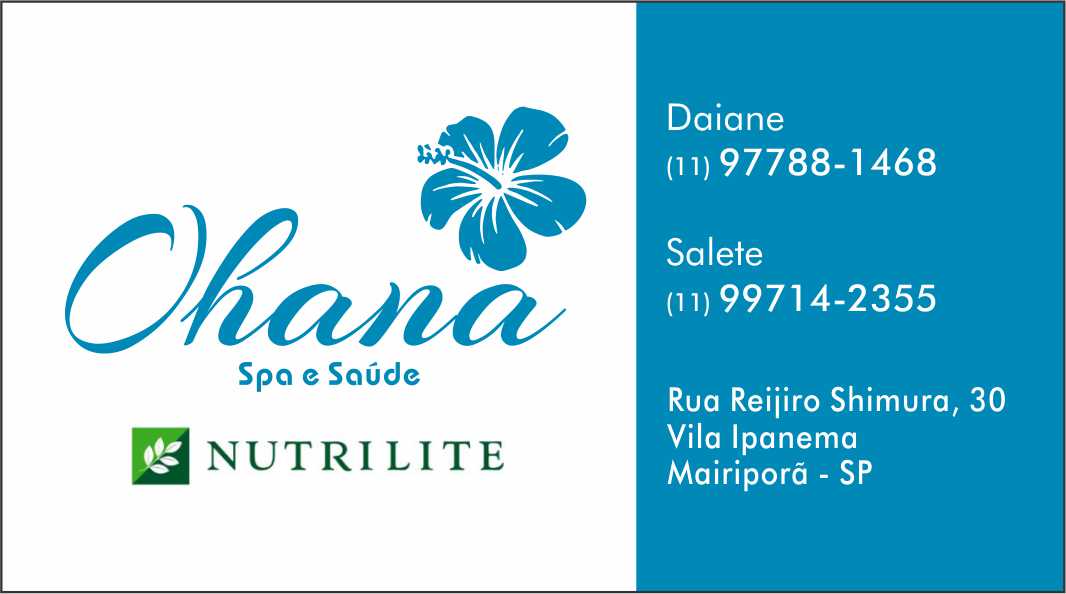 Ohana
Spa e Saúde
NUTRILITE
Daiane
(11) 97788-1468
Salete
(11) 99714-2355
Rua Reijiro Shimura, 30
Vila Ipanema
Mairiporã - SP